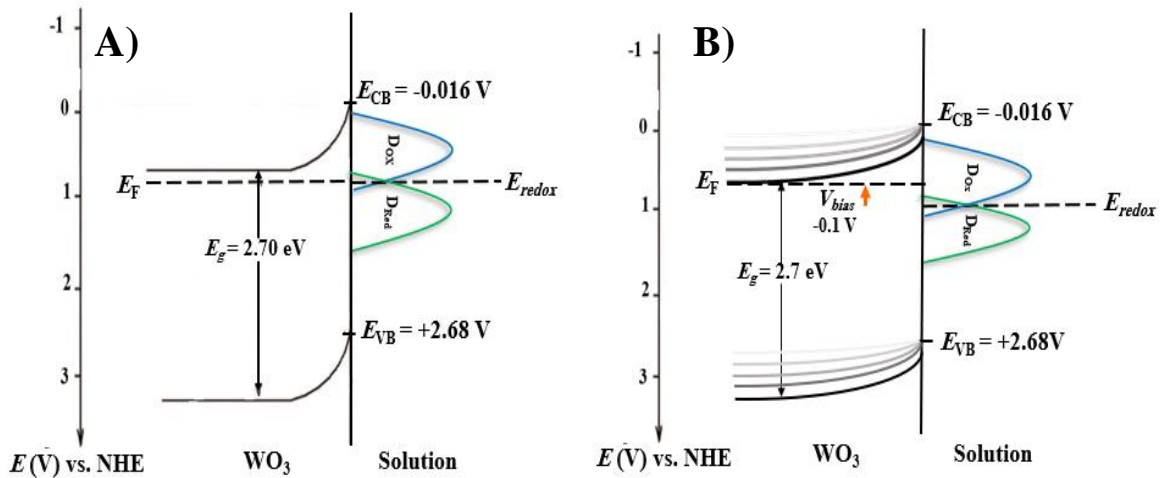 A)
-1
0
1
2
3
E_CB = -0.016 V
D_OX
E_F
E_redox
D_Red
E_g = 2.70 eV
E_VB = +2.68 V
E (V) vs. NHE
WO_3
Solution
B)
-1
0
1
2
3
E_CB = -0.016 V
D_Ox
E_F
V_bias
-0.1 V
E_redox
D_Red
E_g = 2.7 eV
E_VB = +2.68V
E (V) vs. NHE
WO_3
Solution